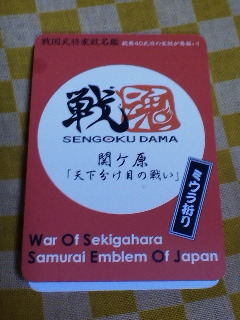 戦国武将家紋名鑑
戦魂
SENGOKU DAMA
関ケ原
「天下分け目の戦い」
ミウラ折り
War Of Sekigahara
Samurai Emblem Of Japan